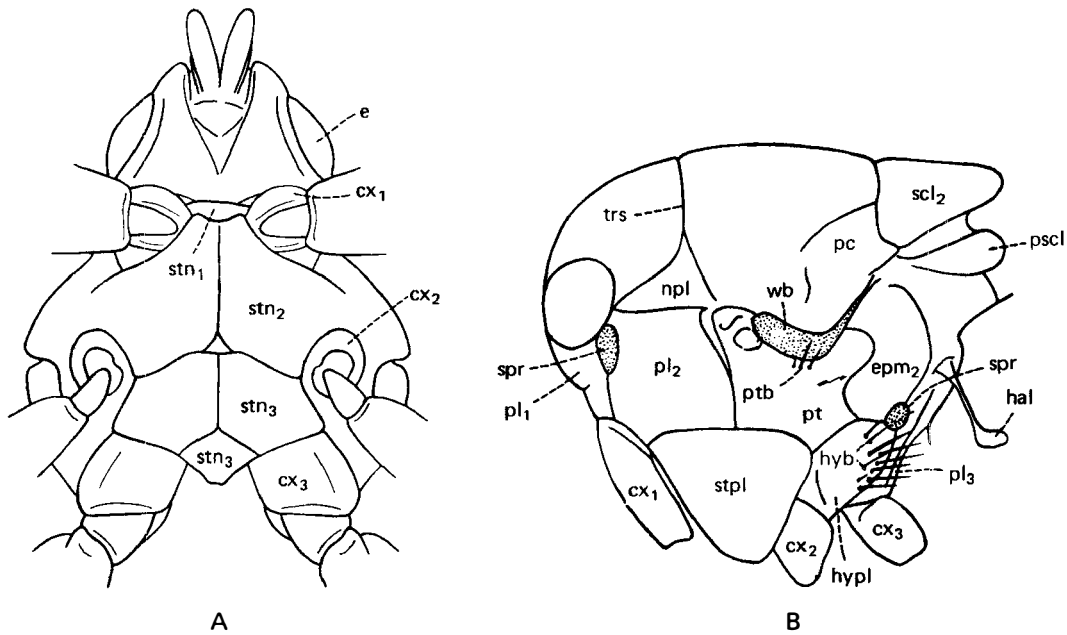 e
cx₁
stn₁
cx₂
stn₂
stn₃
stn₃
cx₃
A
trs
scl₂
pc
pscl
npl
wb
spr
pl₂
epm₂
spr
ptb
hal
pl₁
pt
hyb
pl₃
cx₁
stpl
cx₂
cx₃
hypl
B